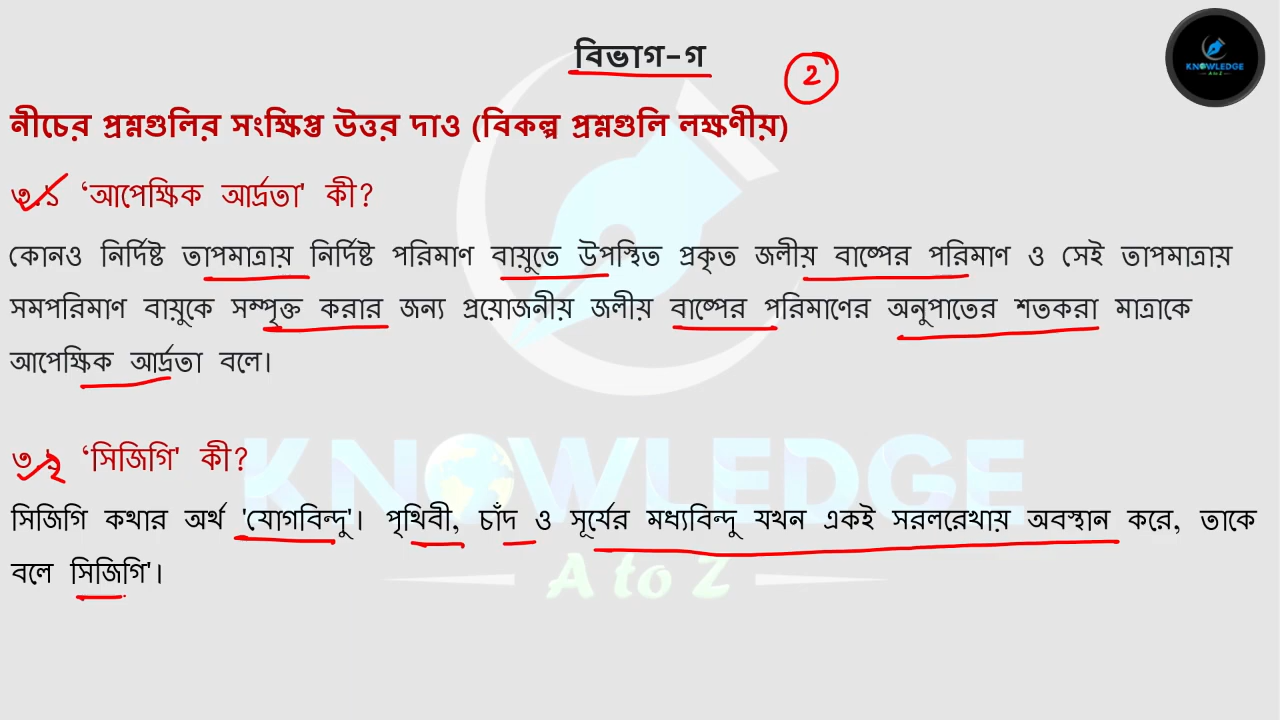 বিভাগ-গ
2
KNOWLEDGE
A to Z
নীচের প্রশ্নগুলির সংক্ষিপ্ত উত্তর দাও (বিকল্প প্রশ্নগুলি লক্ষণীয়)
৩.১ ‘আপেক্ষিক আর্দ্রতা' কী?
কোনও নির্দিষ্ট তাপমাত্রায় নির্দিষ্ট পরিমাণ বায়ুতে উপস্থিত প্রকৃত জলীয় বাষ্পের পরিমাণ ও সেই তাপমাত্রায়
সমপরিমাণ বায়ুকে সম্পৃক্ত করার জন্য প্রয়োজনীয় জলীয় বাষ্পের পরিমাণের অনুপাতের শতকরা মাত্রাকে
আপেক্ষিক আর্দ্রতা বলে।
৩.২ ‘সিজিগি' কী?
সিজিগি কথার অর্থ 'যোগবিন্দু'। পৃথিবী, চাঁদ ও সূর্যের মধ্যবিন্দু যখন একই সরলরেখায় অবস্থান করে, তাকে
বলে সিজিগি'।
KNOWLEDGE
A to Z